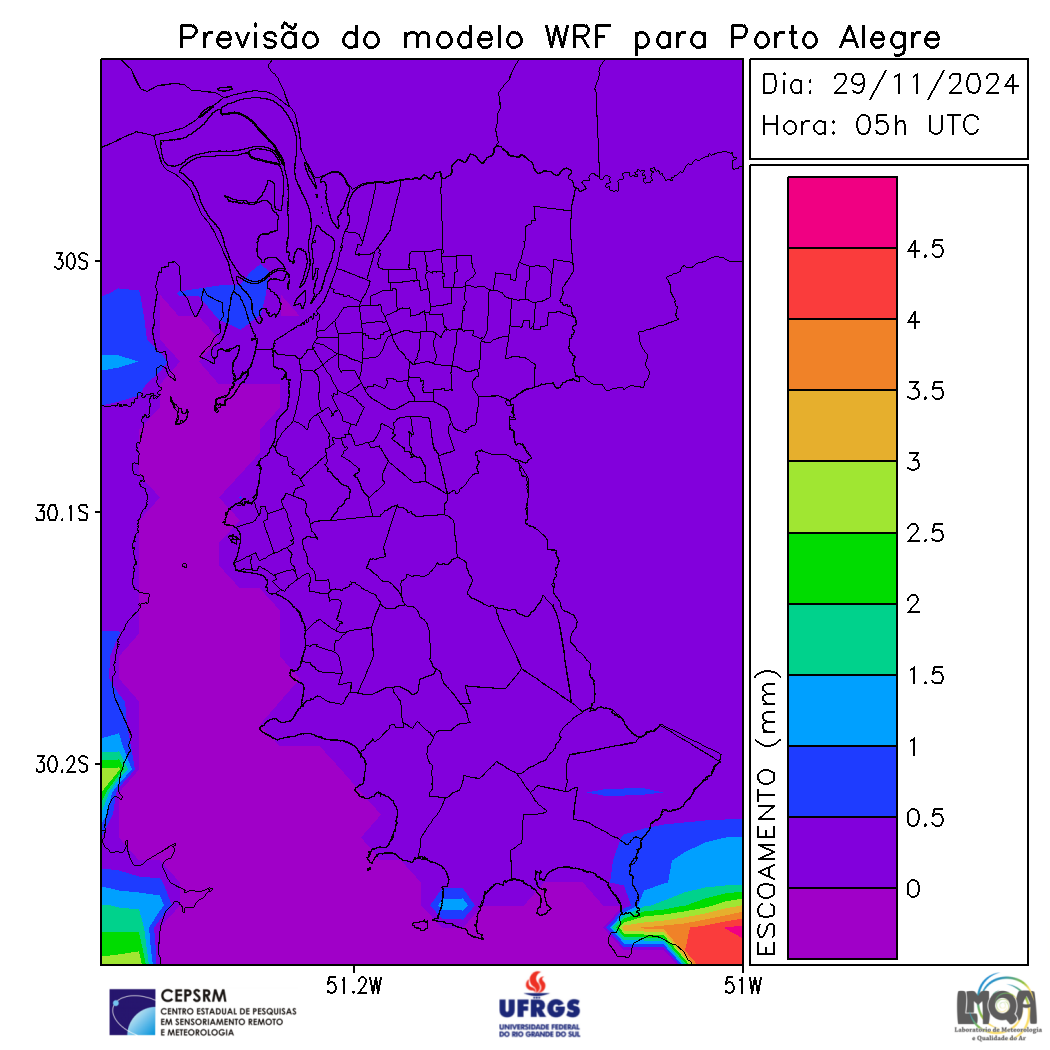 Previsão do modelo WRF para Porto Alegre
Dia: 29/11/2024
Hora: 05h UTC
4.5
4
3.5
3
2.5
2
1.5
1
0.5
0
ESCOAMENTO (mm)
30S
30.1S
30.2S
51.2W
51W
CEPSRM
CENTRO ESTADUAL DE PESQUISAS
EM SENSORIAMENTO REMOTO
E METEOROLOGIA
UFRGS
UNIVERSIDADE FEDERAL
DO RIO GRANDE DO SUL
LMQA
Laboratório de Meteorologia
e Qualidade do Ar